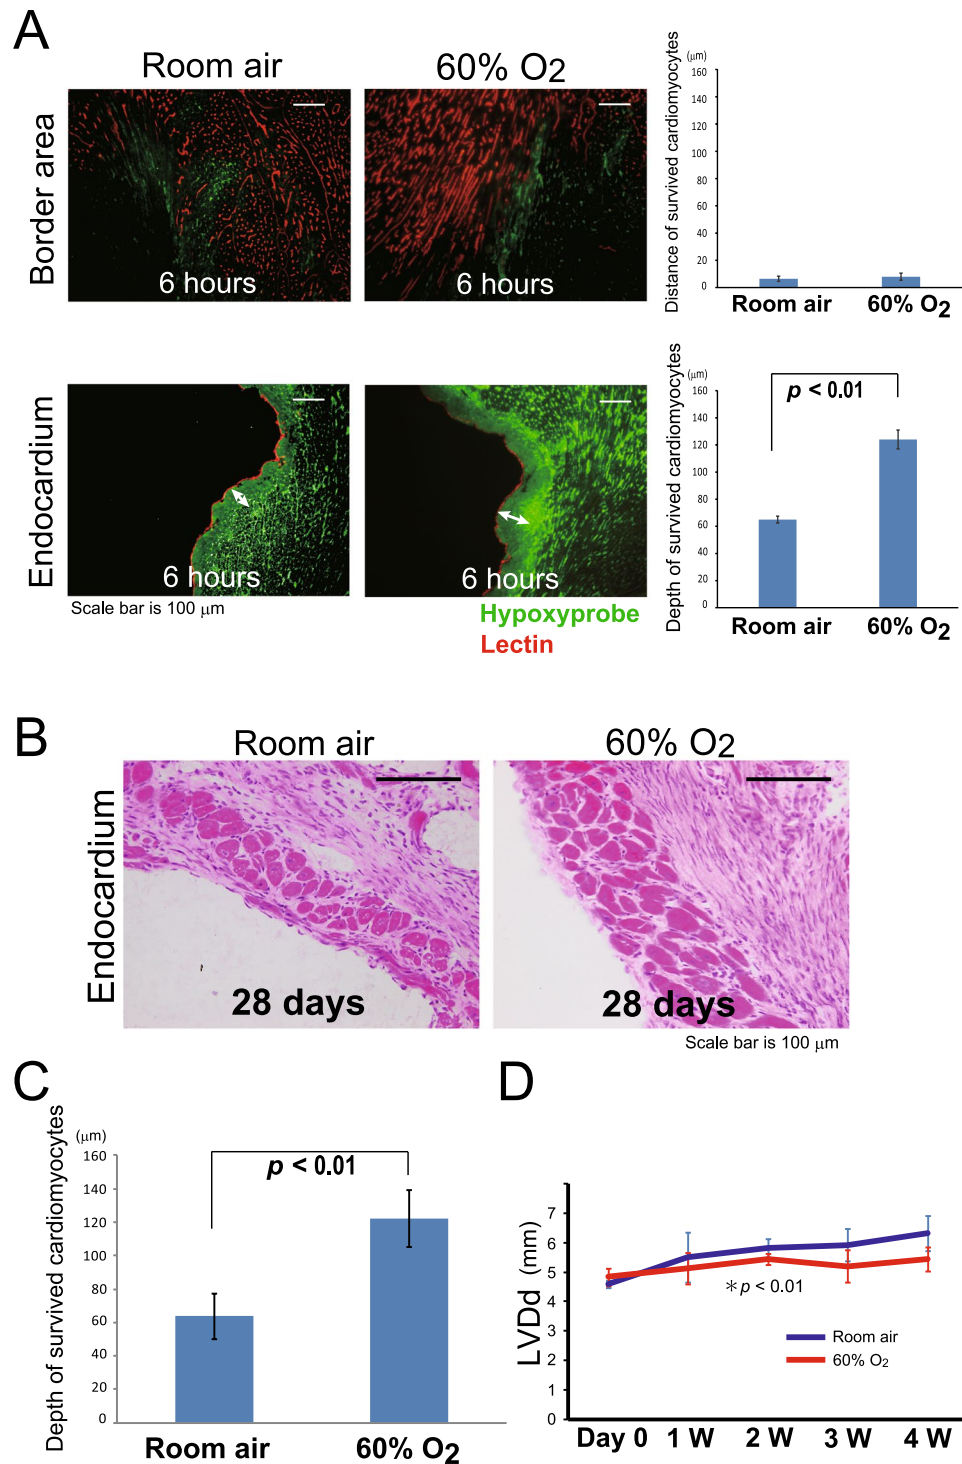 A
Room air
60% O2
Border area
6 hours
6 hours
Distance of survived cardiomyocytes
(μm)
160
140
120
100
80
60
40
20
0
Room air
60% O2
Endocardium
6 hours
6 hours
Scale bar is 100 μm
Hypoxyprobe
Lectin
Depth of survived cardiomyocytes
(μm)
160
140
120
100
80
60
40
20
0
p < 0.01
Room air
60% O2
B
Room air
60% O2
Endocardium
28 days
28 days
Scale bar is 100 μm
C
Depth of survived cardiomyocytes
(μm)
160
140
120
100
80
60
40
20
0
p < 0.01
Room air
60% O2
D
LVDd (mm)
7
6
5
4
3
2
1
0
＊p < 0.01
Room air
60% O2
Day 0
1 W
2 W
3 W
4 W